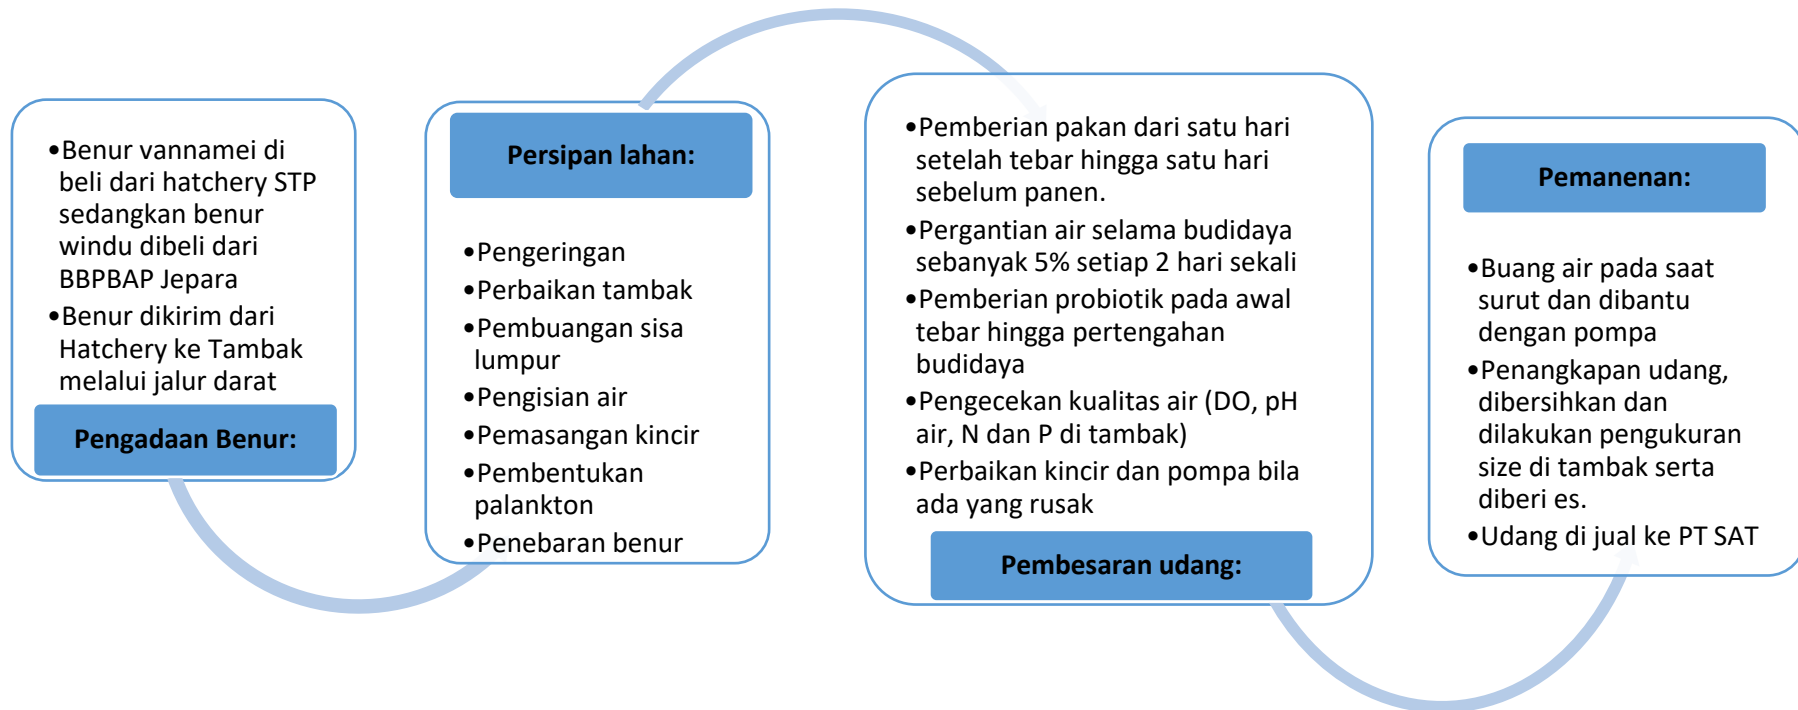 •Benur vannamei di
beli dari hatchery STP
sedangkan benur
windu dibeli dari
BBPBAP Jepara
•Benur dikirim dari
Hatchery ke Tambak
melalui jalur darat
Pengadaan Benur:
Persipan lahan:
•Pengeringan
•Perbaikan tambak
•Pembuangan sisa
lumpur
•Pengisian air
•Pemasangan kincir
•Pembentukan
palankton
•Penebaran benur
•Pemberian pakan dari satu hari
setelah tebar hingga satu hari
sebelum panen.
•Pergantian air selama budidaya
sebanyak 5% setiap 2 hari sekali
•Pemberian probiotik pada awal
tebar hingga pertengahan
budidaya
•Pengecekan kualitas air (DO, pH
air, N dan P di tambak)
•Perbaikan kincir dan pompa bila
ada yang rusak
Pembesaran udang:
Pemanenan:
•Buang air pada saat
surut dan dibantu
dengan pompa
•Penangkapan udang,
dibersihkan dan
dilakukan pengukuran
size di tambak serta
diberi es.
•Udang di jual ke PT SAT